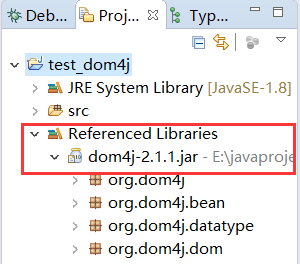 Deb... Proj... Typ...
test_dom4j
JRE System Library [JavaSE-1.8]
src
Referenced Libraries
dom4j-2.1.1.jar - E:\javaproje
org.dom4j
org.dom4j.bean
org.dom4j.datatype
org.dom4j.dom